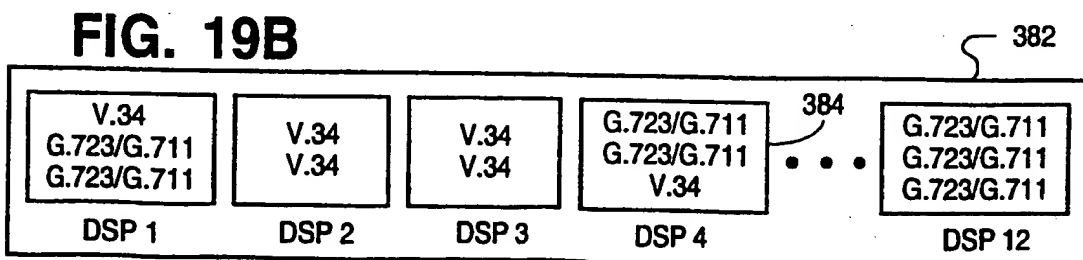 FIG. 19B
382
V.34
G.723/G.711
G.723/G.711
DSP 1
V.34
V.34
DSP 2
V.34
V.34
DSP 3
G.723/G.711
G.723/G.711
V.34
DSP 4
384
G.723/G.711
G.723/G.711
G.723/G.711
DSP 12